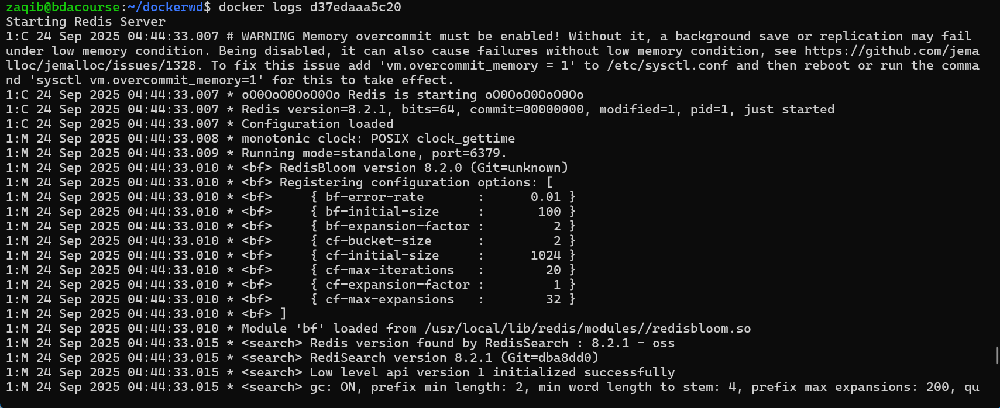 zaqib@bdacourse:~/dockerwd$ docker logs d37edaaa5c20
Starting Redis Server
1:C 24 Sep 2025 04:44:33.007 # WARNING Memory overcommit must be enabled! Without it, a background save or replication may fail
under low memory condition. Being disabled, it can also cause failures without low memory condition, see https://github.com/jema
lloc/jemalloc/issues/1328. To fix this issue add 'vm.overcommit_memory = 1' to /etc/sysctl.conf and then reboot or run the comma
nd 'sysctl vm.overcommit_memory=1' for this to take effect.
1:C 24 Sep 2025 04:44:33.007 * oO0OoO0OoO0Oo Redis is starting oO0OoO0OoO0Oo
1:C 24 Sep 2025 04:44:33.007 * Redis version=8.2.1, bits=64, commit=00000000, modified=1, pid=1, just started
1:C 24 Sep 2025 04:44:33.007 * Configuration loaded
1:M 24 Sep 2025 04:44:33.008 * monotonic clock: POSIX clock_gettime
1:M 24 Sep 2025 04:44:33.009 * Running mode=standalone, port=6379.
1:M 24 Sep 2025 04:44:33.010 * <bf> RedisBloom version 8.2.0 (Git=unknown)
1:M 24 Sep 2025 04:44:33.010 * <bf> Registering configuration options: [
1:M 24 Sep 2025 04:44:33.010 * <bf>     { bf-error-rate       :      0.01 }
1:M 24 Sep 2025 04:44:33.010 * <bf>     { bf-initial-size     :       100 }
1:M 24 Sep 2025 04:44:33.010 * <bf>     { bf-expansion-factor :         2 }
1:M 24 Sep 2025 04:44:33.010 * <bf>     { cf-bucket-size      :         2 }
1:M 24 Sep 2025 04:44:33.010 * <bf>     { cf-initial-size     :      1024 }
1:M 24 Sep 2025 04:44:33.010 * <bf>     { cf-max-iterations   :        20 }
1:M 24 Sep 2025 04:44:33.010 * <bf>     { cf-expansion-factor :         1 }
1:M 24 Sep 2025 04:44:33.010 * <bf>     { cf-max-expansions   :        32 }
1:M 24 Sep 2025 04:44:33.010 * <bf> ]
1:M 24 Sep 2025 04:44:33.010 * Module 'bf' loaded from /usr/local/lib/redis/modules//redisbloom.so
1:M 24 Sep 2025 04:44:33.015 * <search> Redis version found by RedisSearch : 8.2.1 - oss
1:M 24 Sep 2025 04:44:33.015 * <search> RediSearch version 8.2.1 (Git=dba8dd0)
1:M 24 Sep 2025 04:44:33.015 * <search> Low level api version 1 initialized successfully
1:M 24 Sep 2025 04:44:33.015 * <search> gc: ON, prefix min length: 2, min word length to stem: 4, prefix max expansions: 200, qu